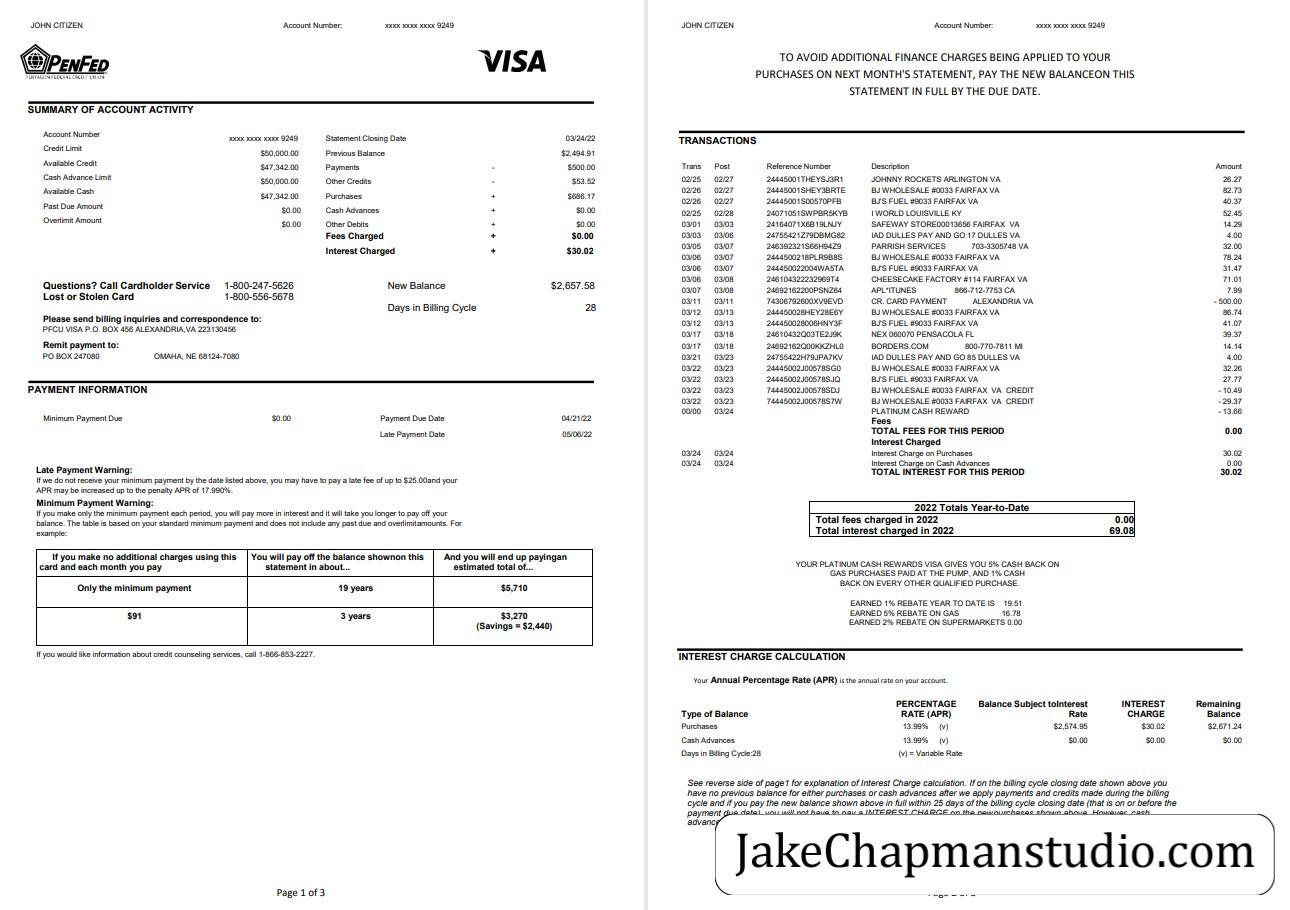 JOHN CITIZEN Account Number: xxxx xxxx xxxx 9249
PENFED
PENTAGON FEDERAL CREDIT UNION
VISA
SUMMARY OF ACCOUNT ACTIVITY
Account Number xxxx xxxx xxxx 9249 Statement Closing Date 03/24/22
Credit Limit $50,000.00 Previous Balance $2,494.91
Available Credit $47,342.00 Payments - $500.00
Cash Advance Limit $50,000.00 Other Credits - $53.52
Available Cash $47,342.00 Purchases + $686.17
Past Due Amount $0.00 Cash Advances + $0.00
Overlimit Amount $0.00 Other Debits + $0.00
Fees Charged + $0.00
Interest Charged + $30.02
Questions? Call Cardholder Service 1-800-247-5626 New Balance $2,657.58
Lost or Stolen Card 1-800-556-5678
Days in Billing Cycle 28
Please send billing inquiries and correspondence to:
PFCU VISA P.O. BOX 456 ALEXANDRIA,VA 223130456
Remit payment to:
PO BOX 247080 OMAHA, NE 68124-7080
PAYMENT INFORMATION
Minimum Payment Due $0.00 Payment Due Date 04/21/22
Late Payment Date 05/06/22
Late Payment Warning:
If we do not receive your minimum payment by the date listed above, you may have to pay a late fee of up to $25.00and your
APR may be increased up to the penalty APR of 17.990%.
Minimum Payment Warning:
If you make only the minimum payment each period, you will pay more in interest and it will take you longer to pay off your
balance. The table is based on your standard minimum payment and does not include any past due and overlimitamounts. For
example:
If you make no additional charges using this You will pay off the balance shownon this And you will end up payingan
card and each month you pay statement in about... estimated total of...
Only the minimum payment 19 years $5,710
$91 3 years $3,270
(Savings = $2,440)
If you would like information about credit counseling services, call 1-866-853-2227.
Page 1 of 3
JOHN CITIZEN Account Number: xxxx xxxx xxxx 9249
TO AVOID ADDITIONAL FINANCE CHARGES BEING APPLIED TO YOUR
PURCHASES ON NEXT MONTH'S STATEMENT, PAY THE NEW BALANCEON THIS
STATEMENT IN FULL BY THE DUE DATE.
TRANSACTIONS
Trans Post Reference Number Description Amount
02/25 02/27 24445001THEYSJ3R1 JOHNNY ROCKETS ARLINGTON VA 26.27
02/26 02/27 24445001SHEY3BRTE BJ WHOLESALE #0033 FAIRFAX VA 82.73
02/26 02/27 24445001S00570PFB BJ'S FUEL #9033 FAIRFAX VA 40.37
02/25 02/28 24071051SWPBR5KYB I WORLD LOUISVILLE KY 52.45
03/01 03/03 24164071X6B19LNJY SAFEWAY STORE00013656 FAIRFAX VA 14.29
03/03 03/06 24755421Z79DBMG82 IAD DULLES PAY AND GO 17 DULLES VA 4.00
03/05 03/07 246392321S66H94Z9 PARRISH SERVICES 703-3305748 VA 32.00
03/06 03/07 2444500218PLR9B8S BJ WHOLESALE #0033 FAIRFAX VA 78.24
03/06 03/07 244450022004WA5TA BJ'S FUEL #9033 FAIRFAX VA 31.47
03/06 03/08 24610432232969T4 CHEESECAKE FACTORY #114 FAIRFAX VA 71.01
03/07 03/08 24692162200PSNZ64 APL*ITUNES 866-712-7753 CA 7.99
03/11 03/11 74306792600XV9EVD CR. CARD PAYMENT ALEXANDRIA VA - 500.00
03/12 03/13 244450028HEY28E6Y BJ WHOLESALE #0033 FAIRFAX VA 86.74
03/12 03/13 244450028006HNY3F BJ'S FUEL #9033 FAIRFAX VA 41.07
03/17 03/18 24610432Q03TE2J9K NEX 060070 PENSACOLA FL 39.37
03/17 03/18 24692162Q00KKZHL0 BORDERS.COM 800-770-7811 MI 14.14
03/21 03/23 24755422H79JPA7KV IAD DULLES PAY AND GO 85 DULLES VA 4.00
03/22 03/23 24445002J00578SG0 BJ WHOLESALE #0033 FAIRFAX VA 32.26
03/22 03/23 24445002J00578SJQ BJ'S FUEL #9033 FAIRFAX VA 27.77
03/22 03/23 74445002J00578SDJ BJ WHOLESALE #0033 FAIRFAX VA CREDIT - 10.49
03/22 03/23 74445002J00578S7W BJ WHOLESALE #0033 FAIRFAX VA CREDIT - 29.37
00/00 03/24 PLATINUM CASH REWARD - 13.66
Fees
TOTAL FEES FOR THIS PERIOD 0.00
Interest Charged
03/24 03/24 Interest Charge on Purchases 30.02
03/24 03/24 Interest Charge on Cash Advances 0.00
TOTAL INTEREST FOR THIS PERIOD 30.02
2022 Totals Year-to-Date
Total fees charged in 2022 0.00
Total interest charged in 2022 69.08
YOUR PLATINUM CASH REWARDS VISA GIVES YOU 5% CASH BACK ON
GAS PURCHASES PAID AT THE PUMP, AND 1% CASH
BACK ON EVERY OTHER QUALIFIED PURCHASE.
EARNED 1% REBATE YEAR TO DATE IS 19.51
EARNED 5% REBATE ON GAS 16.78
EARNED 2% REBATE ON SUPERMARKETS 0.00
INTEREST CHARGE CALCULATION
Your Annual Percentage Rate (APR) is the annual rate on your account.
PERCENTAGE Balance Subject toInterest INTEREST Remaining
Type of Balance RATE (APR) Rate CHARGE Balance
Purchases 13.99% (v) $2,574.95 $30.02 $2,671.24
Cash Advances 13.99% (v) $0.00 $0.00 $0.00
Days in Billing Cycle:28 (v) = Variable Rate
See reverse side of page1 for explanation of Interest Charge calculation. If on the billing cycle closing date shown above you
have no previous balance for either purchases or cash advances after we apply payments and credits made during the billing
cycle and if you pay the new balance shown above in full within 25 days of the billing cycle closing date (that is on or before the
payment due date), you will not have to pay a INTEREST CHARGE on the newpurchases shown above. However, cash
JakeChapmanstudio.com